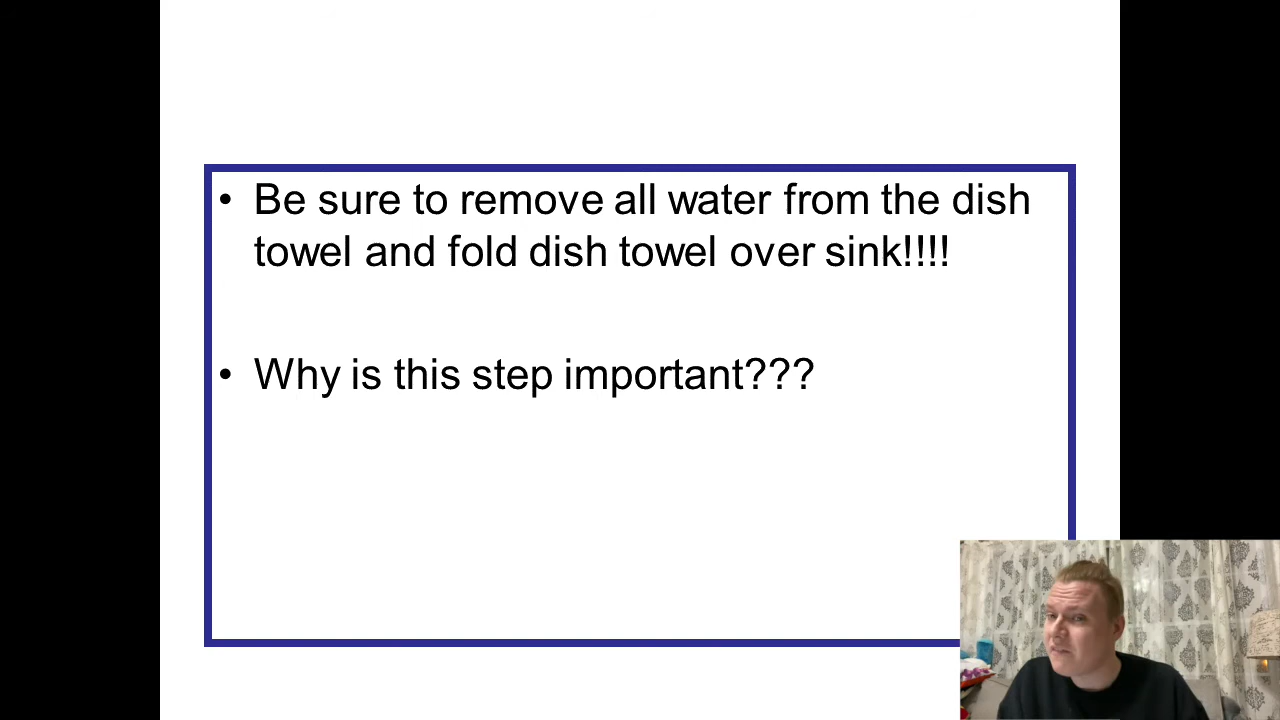 • Be sure to remove all water from the dish
towel and fold dish towel over sink!!!!
• Why is this step important???